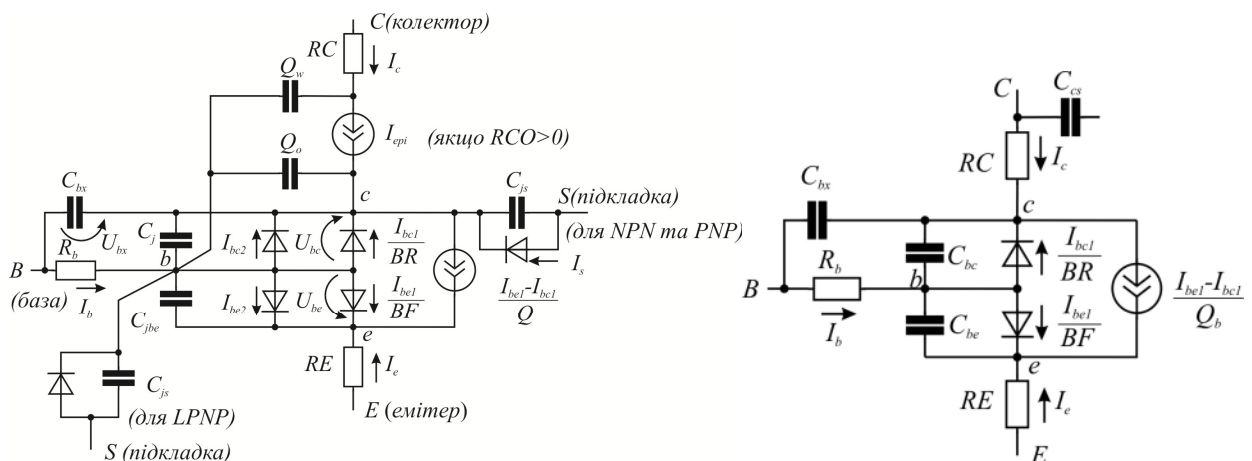 C(колектор)
RC
I_c
Q_w
I_epi
(якщо RCO>0)
Q_o
c
C_bx
U_bx
C_j
I_bc2
U_bc
I_bc1
BR
C_js
S(підкладка)
(для NPN та PNP)
I_s
B
(база)
R_b
I_b
b
C_jbe
I_be2
U_be
I_be1
BF
I_be1-I_bc1
Q
e
RE
I_e
E (емітер)
C_js
(для LPNP)
S (підкладка)
C
C_cs
RC
I_c
c
C_bx
C_bc
I_bc1
BR
B
R_b
I_b
b
C_be
I_be1
BF
I_be1-I_bc1
Q_b
e
RE
I_e
E